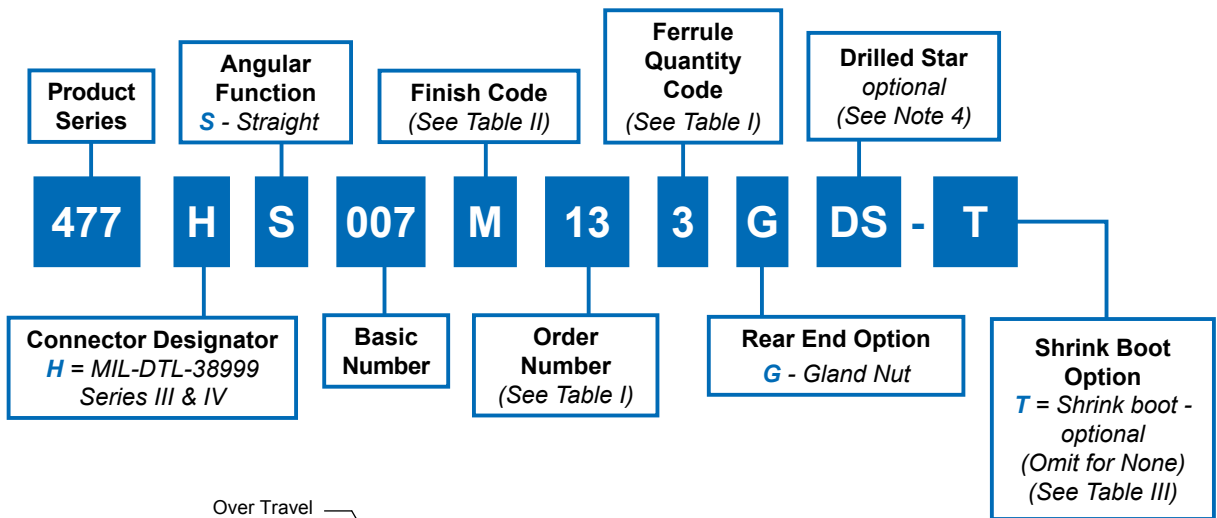 Product
Series
Angular
Function
S - Straight
Finish Code
(See Table II)
Ferrule
Quantity
Code
(See Table I)
Drilled Star
optional
(See Note 4)
477 H S 007 M 13 3 G DS - T
Connector Designator
H = MIL-DTL-38999
Series III & IV
Basic
Number
Order
Number
(See Table I)
Rear End Option
G - Gland Nut
Shrink Boot
Option
T = Shrink boot -
optional
(Omit for None)
(See Table III)
Over Travel